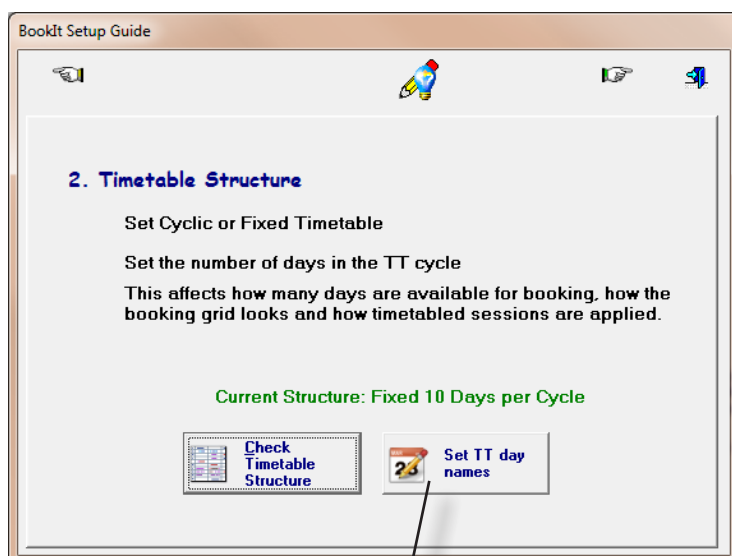 BookIt Setup Guide
2. Timetable Structure
Set Cyclic or Fixed Timetable
Set the number of days in the TT cycle
This affects how many days are available for booking, how the
booking grid looks and how timetabled sessions are applied.
Current Structure: Fixed 10 Days per Cycle
Check
Timetable
Structure
23
Set TT day
names